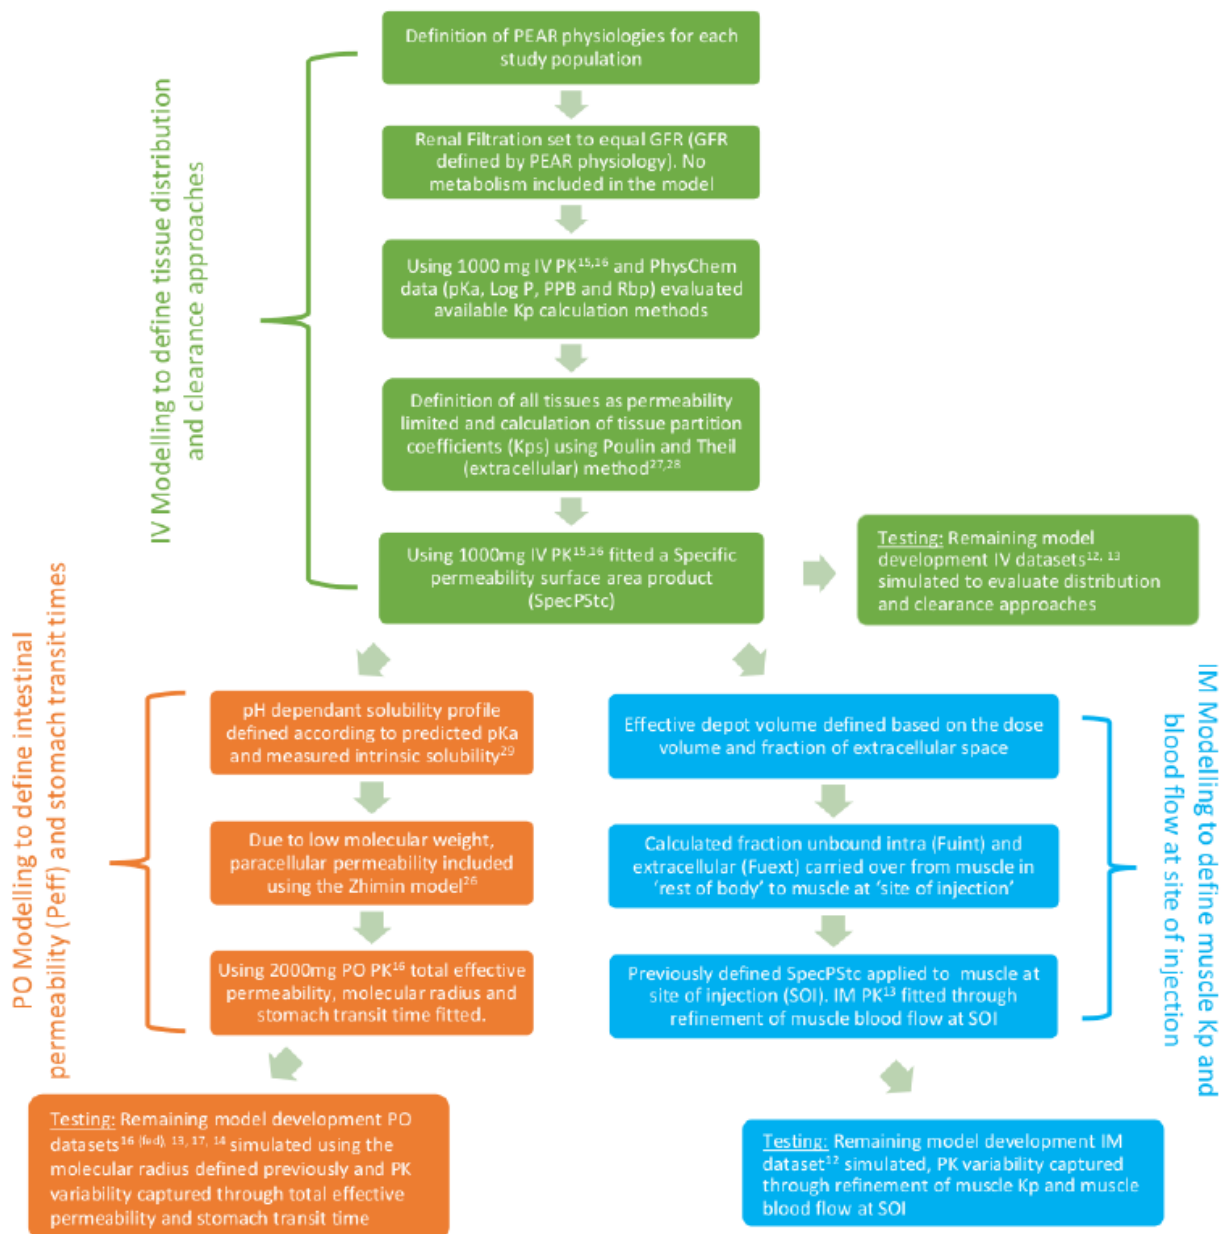 IV Modelling to define tissue distribution
and clearance approaches
Definition of PEAR physiologies for each
study population
Renal Filtration set to equal GFR (GFR
defined by PEAR physiology). No
metabolism included in the model
Using 1000 mg IV PK15,16 and PhysChem
data (pKa, Log P, PPB and Rbp) evaluated
available Kp calculation methods
Definition of all tissues as permeability
limited and calculation of tissue partition
coefficients (Kps) using Poulin and Theil
(extracellular) method27,28
Using 1000mg IV PK15,16 fitted a Specific
permeability surface area product
(SpecPStc)
Testing: Remaining model
development IV datasets12, 13
simulated to evaluate distribution
and clearance approaches
PO Modelling to define intestinal
permeability (Peff) and stomach transit times
pH dependant solubility profile
defined according to predicted pKa
and measured intrinsic solubility29
Due to low molecular weight,
paracellular permeability included
using the Zhimin model26
Using 2000mg PO PK16 total effective
permeability, molecular radius and
stomach transit time fitted.
Testing: Remaining model development PO
datasets16 (fed), 13, 17, 14 simulated using the
molecular radius defined previously and PK
variability captured through total effective
permeability and stomach transit time
IM Modelling to define muscle Kp and
blood flow at site of injection
Effective depot volume defined based on the dose
volume and fraction of extracellular space
Calculated fraction unbound intra (Fuint) and
extracellular (Fuext) carried over from muscle in
‘rest of body’ to muscle at ‘site of injection’
Previously defined SpecPStc applied to muscle at
site of injection (SOI). IM PK13 fitted through
refinement of muscle blood flow at SOI
Testing: Remaining model development IM
dataset12 simulated, PK variability captured
through refinement of muscle Kp and muscle
blood flow at SOI